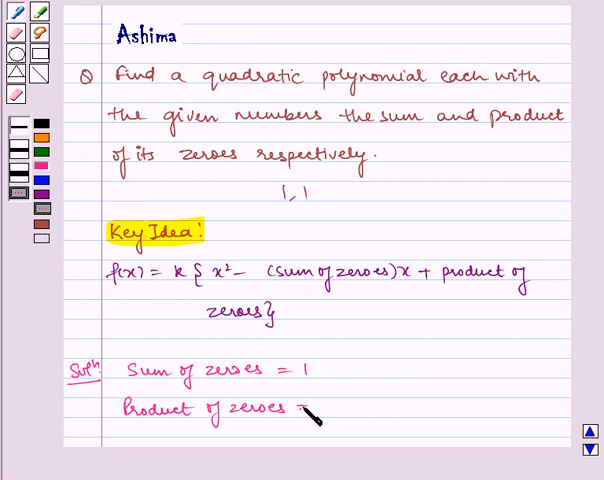 Ashima
Q Find a quadratic polynomial each with
the given numbers the sum and product
of its zeroes respectively.
1, 1
Key Idea:
f(x) = k { x² - (sum of zeroes)x + product of
zeroes}
Solⁿ: Sum of zeroes = 1
Product of zeroes =